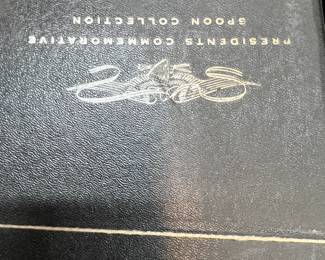 PRESIDENTS COMMEMORATIVE
SPOON COLLECTION